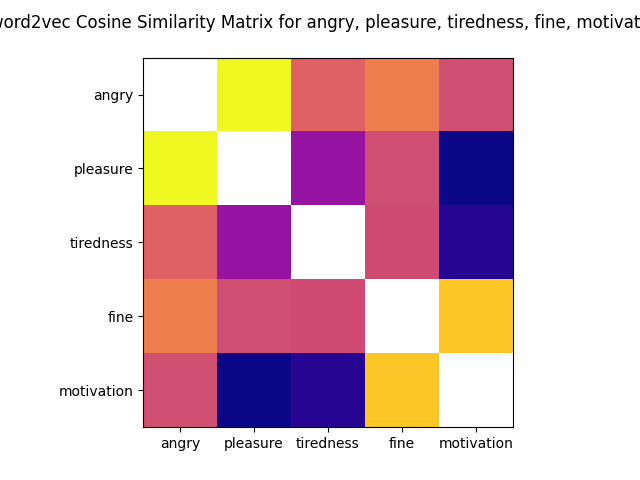 word2vec Cosine Similarity Matrix for angry, pleasure, tiredness, fine, motivat
angry
pleasure
tiredness
fine
motivation
angry pleasure tiredness fine motivation